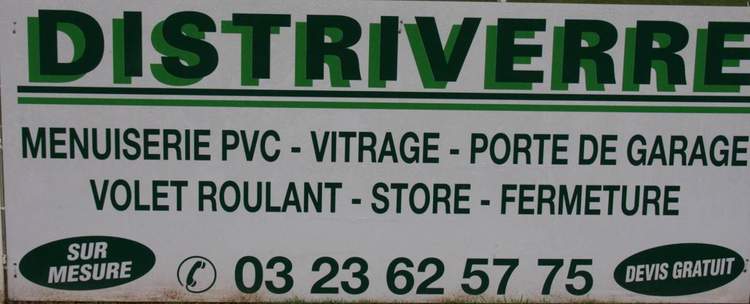 DISTRIVERRE
MENUISERIE PVC - VITRAGE - PORTE DE GARAGE
VOLET ROULANT - STORE - FERMETURE
SUR
MESURE
03 23 62 57 75
DEVIS GRATUIT